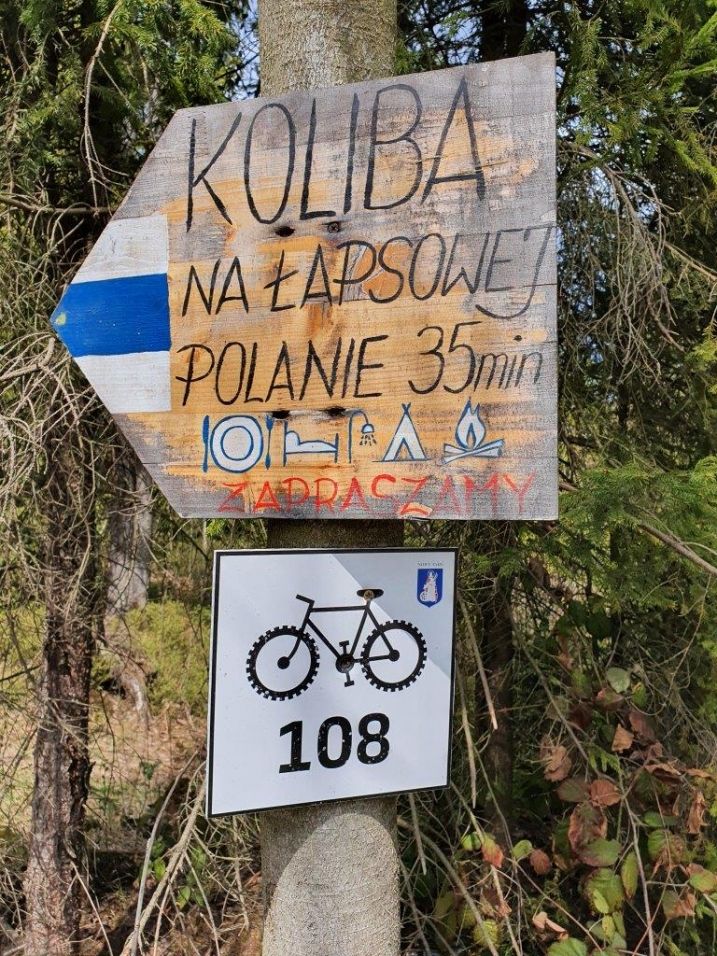 KOLIBA
NA ŁAPSOWEJ
POLANIE 35min
ZAPRASZAMY
108